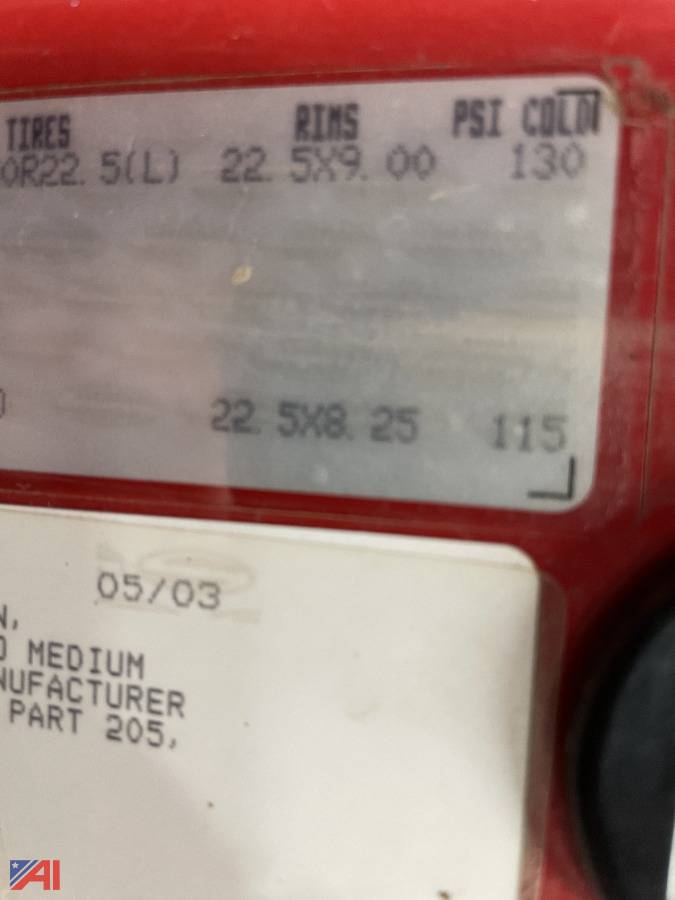 TIRES RIMS PSI COLD
0R22.5(L) 22.5X9.00 130
) 22.5X8.25 115
05/03
N,
D MEDIUM
NUFACTURER
PART 205,
AI